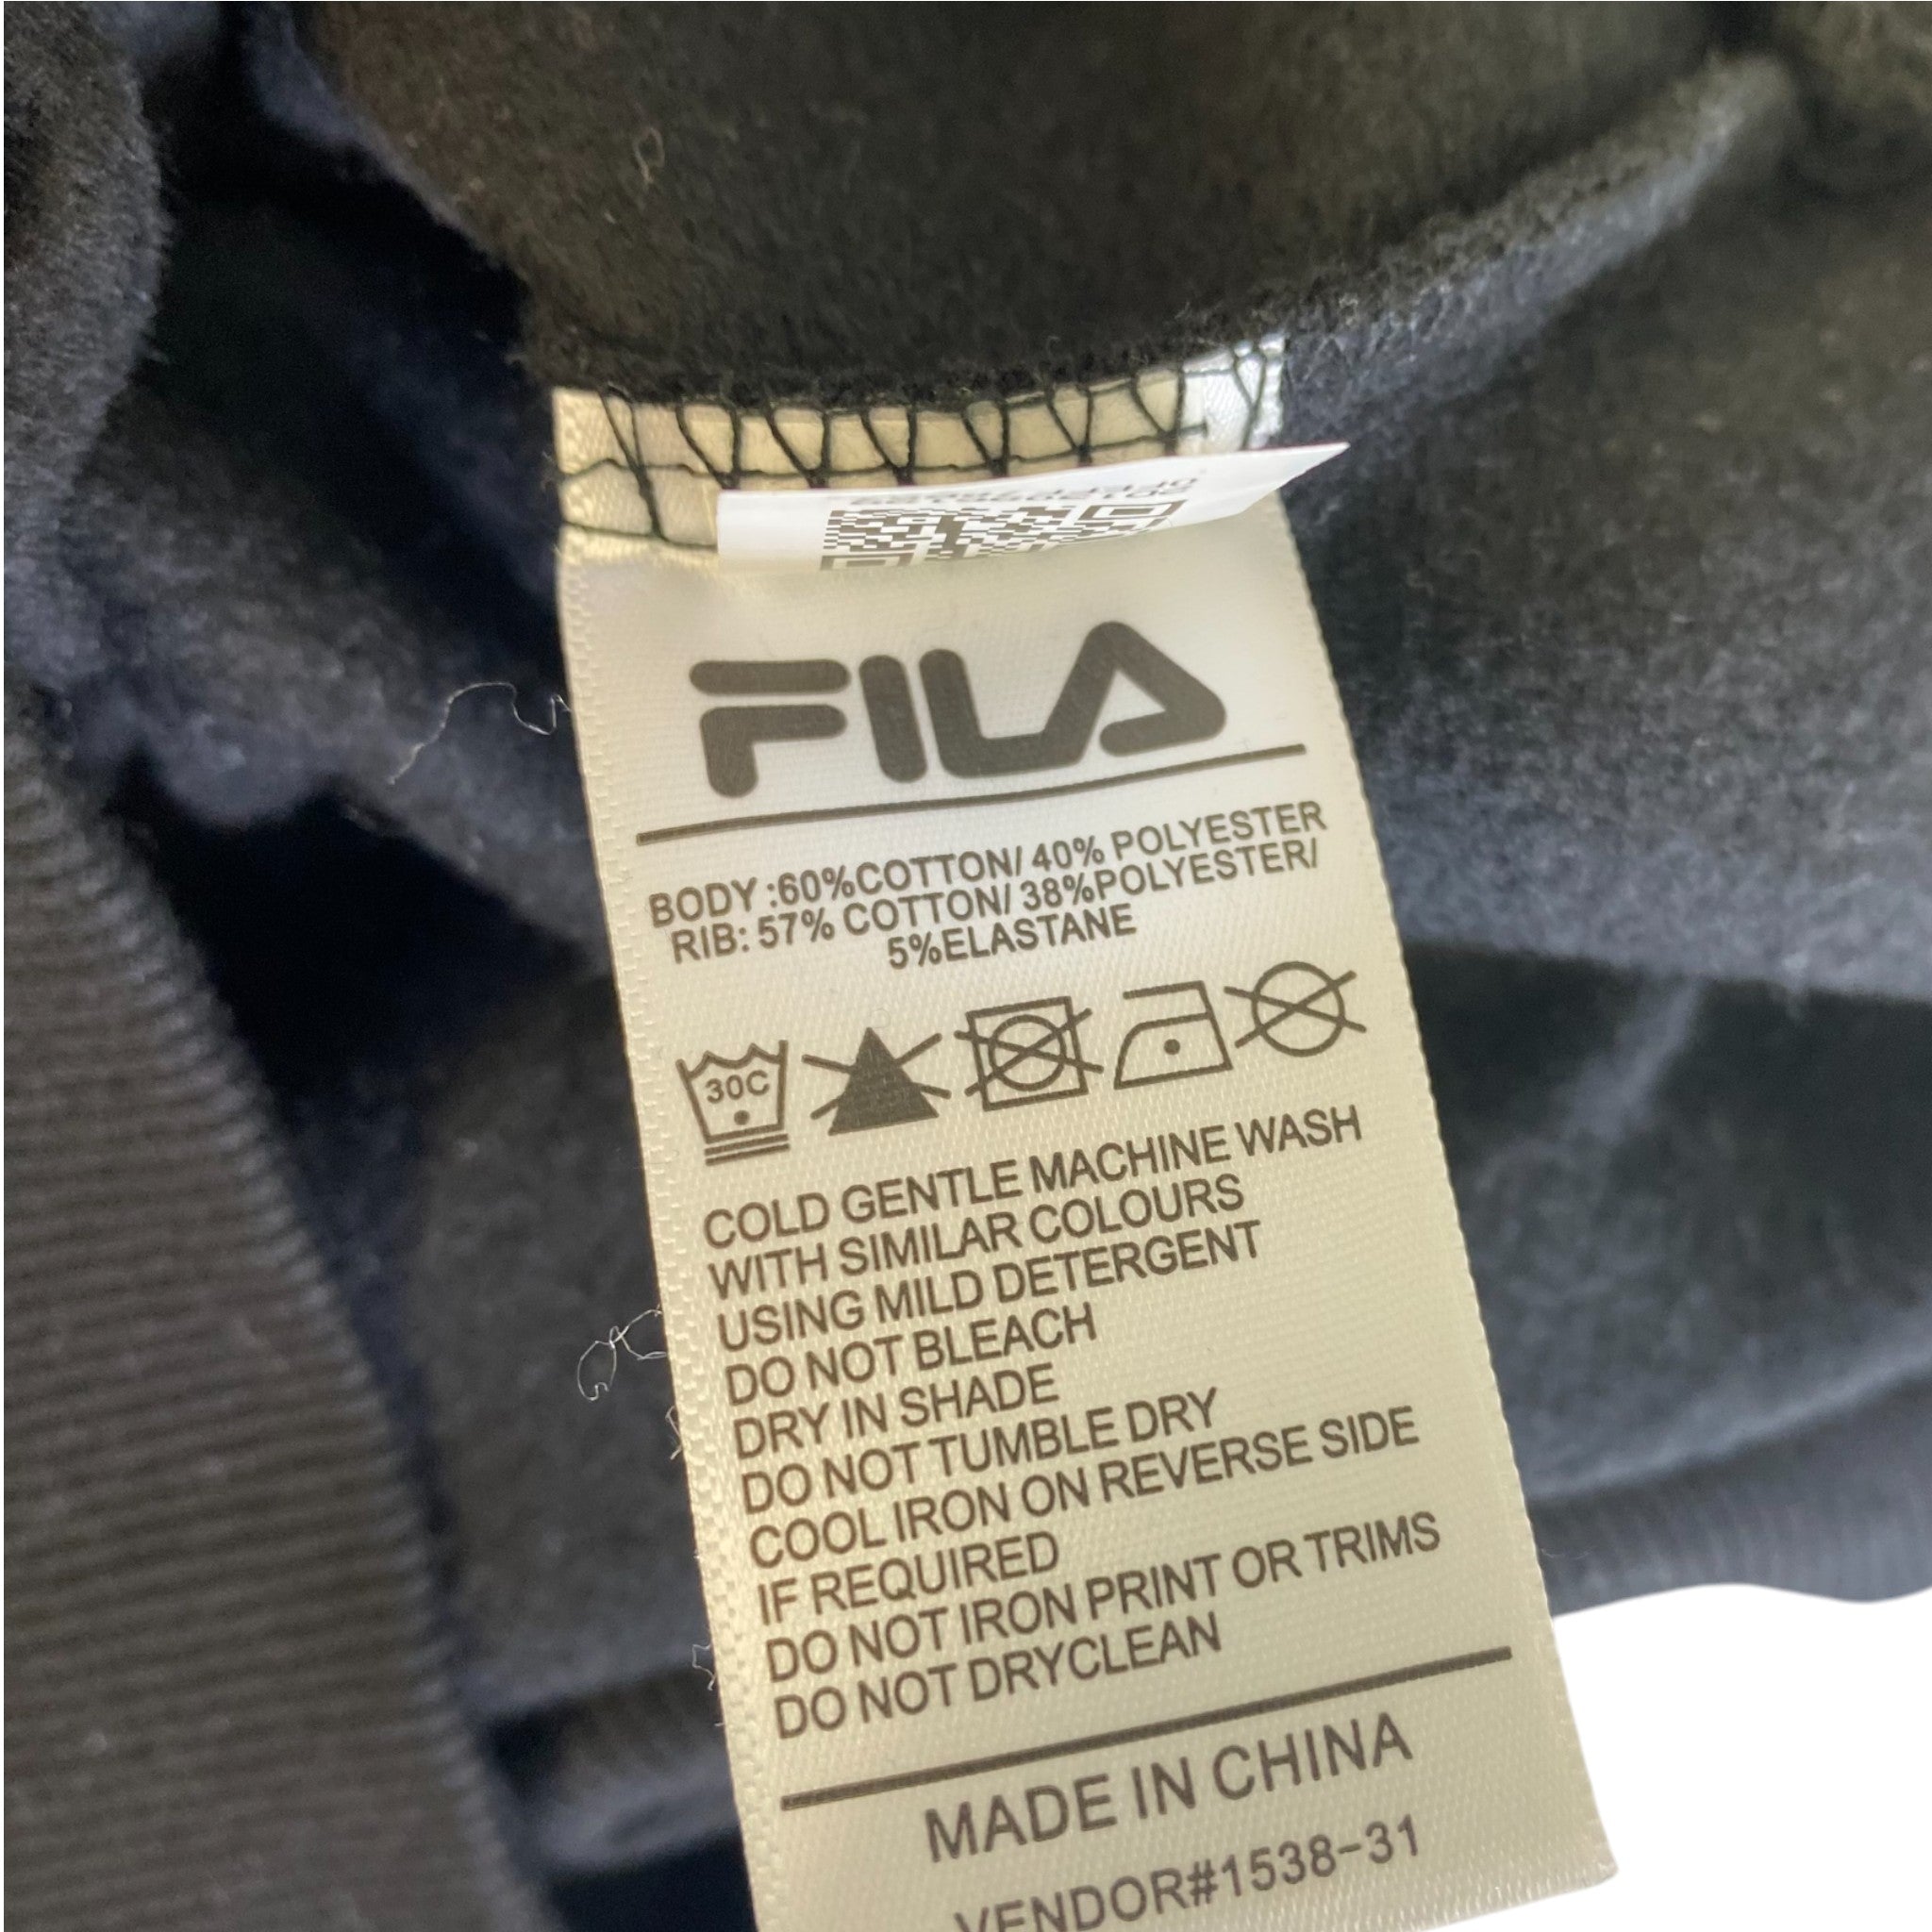 FILA
BODY :60%COTTON/ 40% POLYESTER
RIB: 57% COTTON/ 38%POLYESTER/
5%ELASTANE
30C
COLD GENTLE MACHINE WASH
WITH SIMILAR COLOURS
USING MILD DETERGENT
DO NOT BLEACH
DRY IN SHADE
DO NOT TUMBLE DRY
COOL IRON ON REVERSE SIDE
IF REQUIRED
DO NOT IRON PRINT OR TRIMS
DO NOT DRYCLEAN
MADE IN CHINA
VENDOR#1538-31